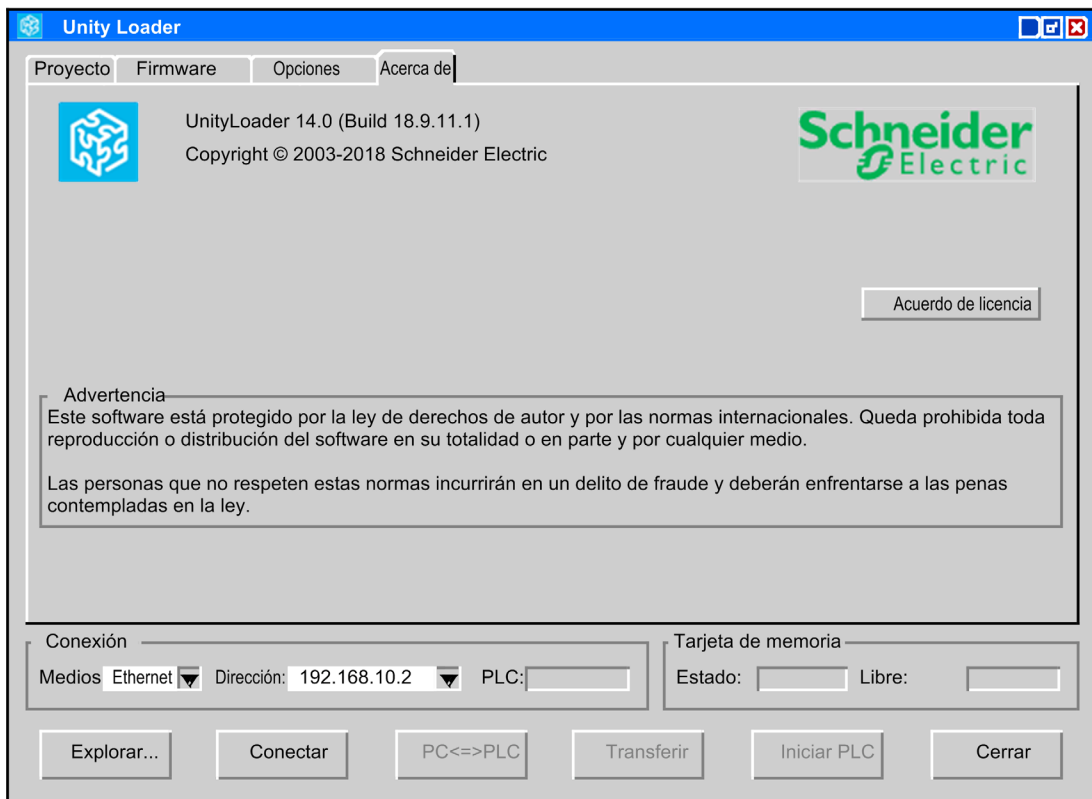 Unity Loader
Proyecto Firmware Opciones Acerca de
UnityLoader 14.0 (Build 18.9.11.1)
Copyright © 2003-2018 Schneider Electric
Schneider
Electric
Acuerdo de licencia
Advertencia
Este software está protegido por la ley de derechos de autor y por las normas internacionales. Queda prohibida toda
reproducción o distribución del software en su totalidad o en parte y por cualquier medio.
Las personas que no respeten estas normas incurrirán en un delito de fraude y deberán enfrentarse a las penas
contempladas en la ley.
Conexión
Medios Ethernet Dirección: 192.168.10.2 PLC:
Tarjeta de memoria
Estado: Libre:
Explorar... Conectar PC<=>PLC Transferir Iniciar PLC Cerrar